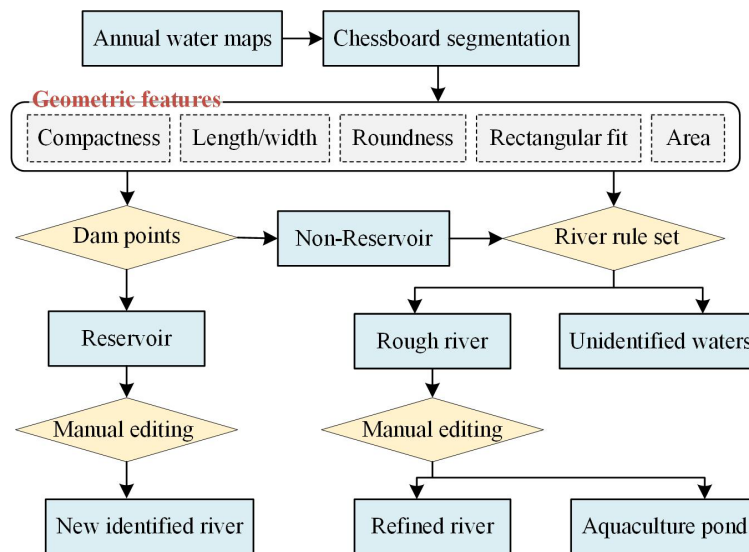 Annual water maps
Chessboard segmentation
Geometric features
Compactness
Length/width
Roundness
Rectangular fit
Area
Dam points
Non-Reservoir
River rule set
Reservoir
Rough river
Unidentified waters
Manual editing
Manual editing
New identified river
Refined river
Aquaculture pond